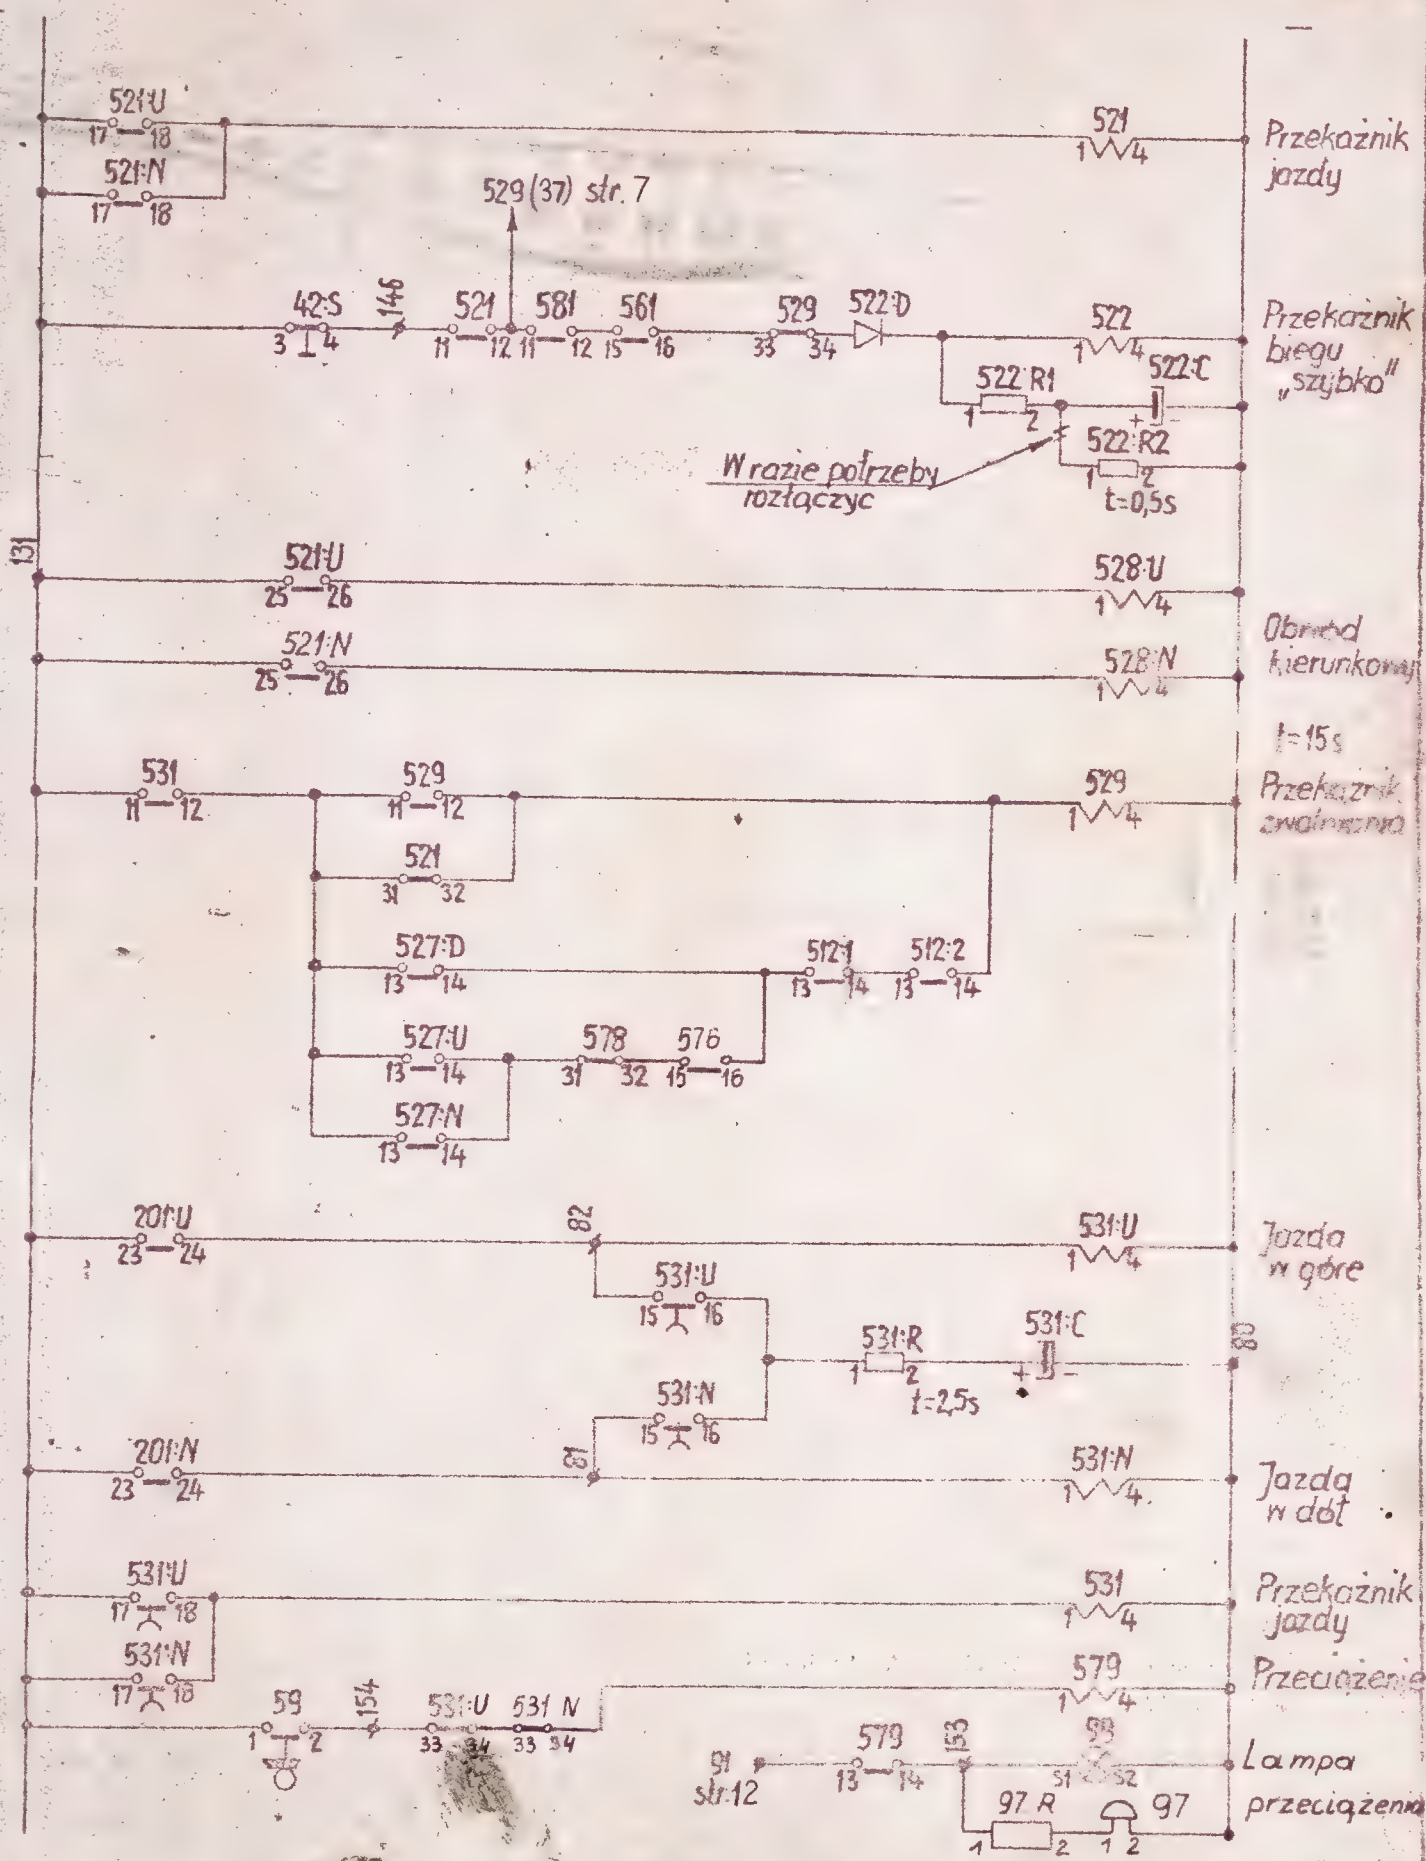 521:U
17 18
521
1 4
Przekaźnik
jazdy
521:N
17 18
529(37) str. 7
42:S
146
521
581
561
529
522:D
522
Przekaźnik
biegu
„szybko"
3 4
11 12
11 12
15 16
33 34
1 4
522:R1
1 2
522:C
+ -
522:R2
1 2
t=0,5s
W razie potrzeby
rozłączyc
131
521:U
25 26
528:U
1 4
Obwód
kierunkowy
521:N
25 26
528:N
1 4
t=15s
531
11 12
529
11 12
529
1 4
Przekaźnik
zwalniania
521
31 32
527:D
13 14
512:1
13 14
512:2
13 14
527:U
13 14
578
31 32
576
15 16
527:N
13 14
201:U
23 24
82
531:U
1 4
Jazda
w góre
531:U
15 16
531:R
1 2
t=2,5s
531:C
+ -
80
531:N
15 16
81
201:N
23 24
531:N
1 4
Jazda
w dół
531:U
17 18
531
1 4
Przekaźnik
jazdy
531:N
17 18
579
1 4
Przeciążenie
59
1 2
154
531:U
33 34
531 N
33 34
91
str.12
579
13 14
153
S1 S2
Lampa
przeciążenia
97 R
1 2
97
1 2